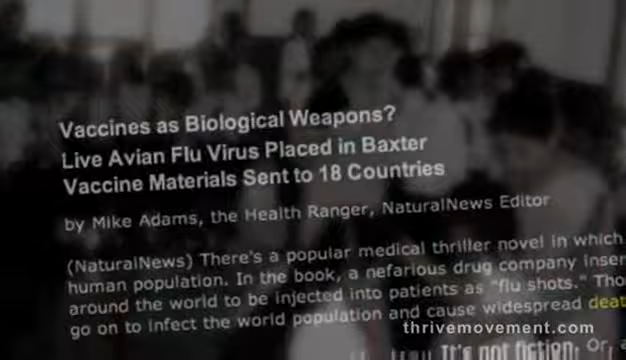 Vaccines as Biological Weapons?
Live Avian Flu Virus Placed in Baxter
Vaccine Materials Sent to 18 Countries
by Mike Adams, the Health Ranger, NaturalNews Editor
(NaturalNews) There's a popular medical thriller novel in which
human population. In the book, a nefarious drug company inser
around the world to be injected into patients as "flu shots." Tho
go on to infect the world population and cause widespread deat
thrivemovement.com
It's not fiction. Or, a